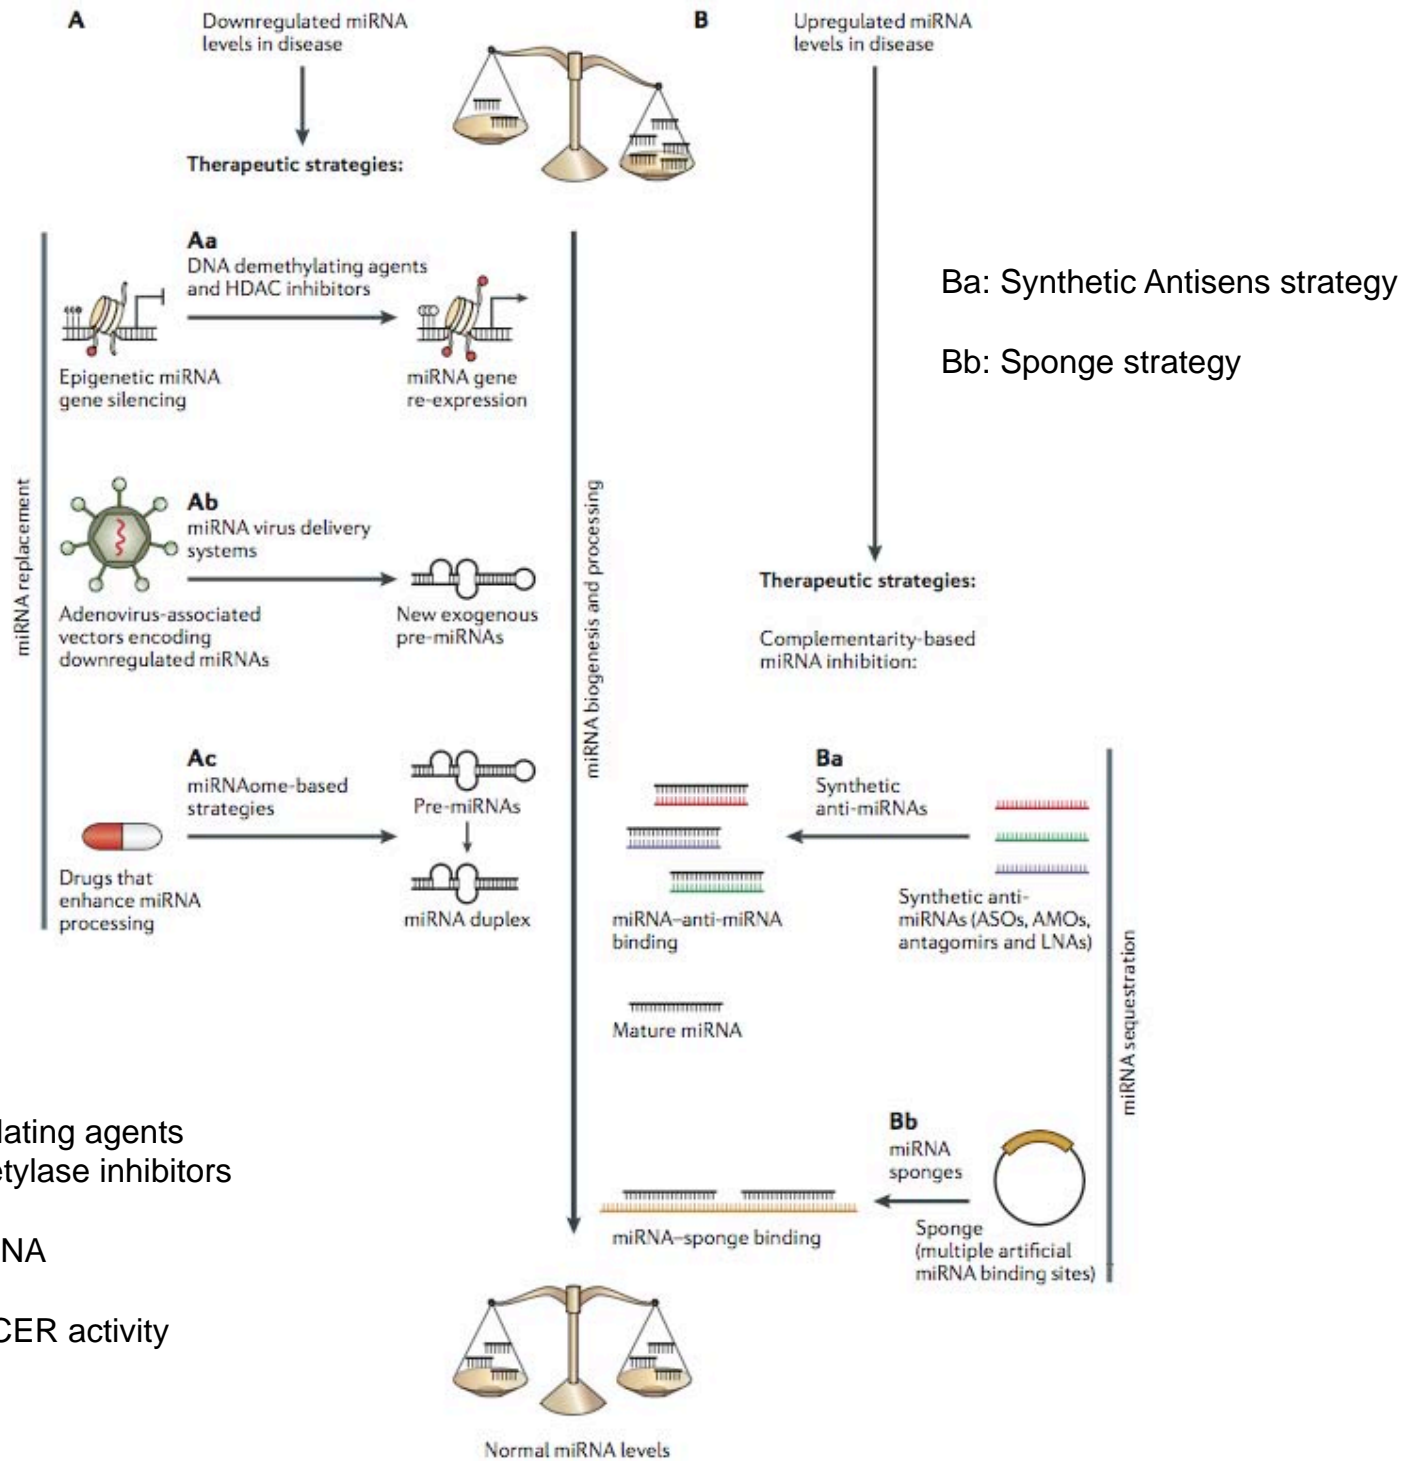 A
Downregulated miRNA
levels in disease
Therapeutic strategies:
miRNA replacement
Aa
DNA demethylating agents
and HDAC inhibitors
Epigenetic miRNA
gene silencing
miRNA gene
re-expression
Ab
miRNA virus delivery
systems
Adenovirus-associated
vectors encoding
downregulated miRNAs
New exogenous
pre-miRNAs
Ac
miRNAome-based
strategies
Drugs that
enhance miRNA
processing
Pre-miRNAs
miRNA duplex
miRNA biogenesis and processing
B
Upregulated miRNA
levels in disease
Ba: Synthetic Antisens strategy
Bb: Sponge strategy
Therapeutic strategies:
Complementarity-based
miRNA inhibition:
Ba
Synthetic
anti-miRNAs
Synthetic anti-
miRNAs (ASOs, AMOs,
antagomirs and LNAs)
miRNA–anti-miRNA
binding
Mature miRNA
Bb
miRNA
sponges
Sponge
(multiple artificial
miRNA binding sites)
miRNA–sponge binding
miRNA sequestration
lating agents
etylase inhibitors
NA
CER activity
Normal miRNA levels